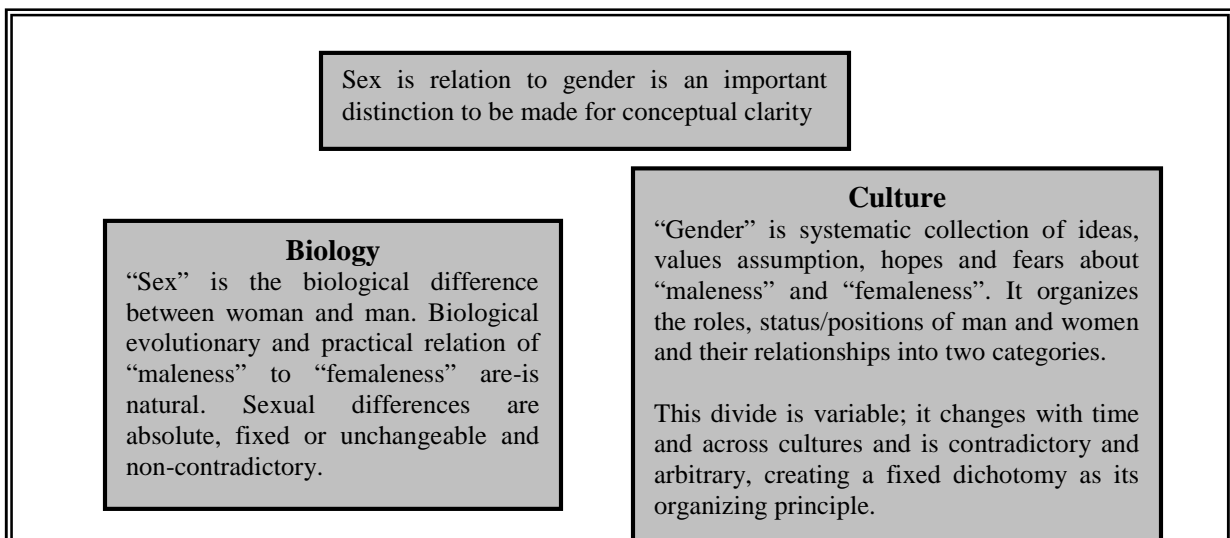 Sex is relation to gender is an important
distinction to be made for conceptual clarity
Biology
“Sex” is the biological difference
between woman and man. Biological
evolutionary and practical relation of
“maleness” to “femaleness” are-is
natural. Sexual differences are
absolute, fixed or unchangeable and
non-contradictory.
Culture
“Gender” is systematic collection of ideas,
values assumption, hopes and fears about
“maleness” and “femaleness”. It organizes
the roles, status/positions of man and women
and their relationships into two categories.
This divide is variable; it changes with time
and across cultures and is contradictory and
arbitrary, creating a fixed dichotomy as its
organizing principle.